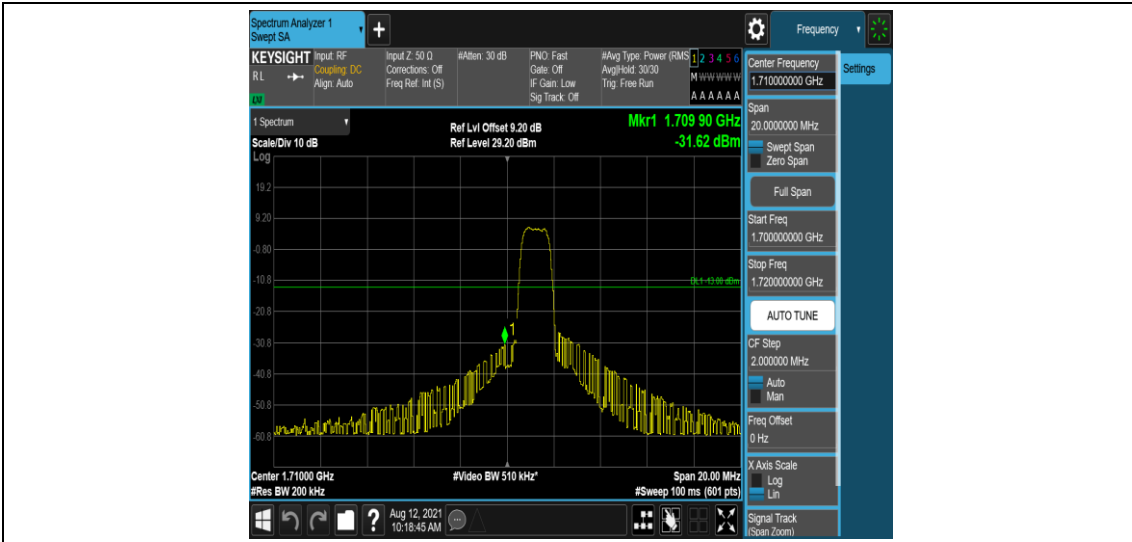 Spectrum Analyzer 1
Swept SA
+
Frequency
KEYSIGHT
RL
LXI
Input: RF
Coupling: DC
Align: Auto
Input Z: 50 Ω
Corrections: Off
Freq Ref: Int (S)
#Atten: 30 dB
PNO: Fast
Gate: Off
IF Gain: Low
Sig Track: Off
#Avg Type: Power (RMS
Avg|Hold: 30/30
Trig: Free Run
1 2 3 4 5 6
M W W W W W
A A A A A A
1 Spectrum
Scale/Div 10 dB
Log
Ref Lvl Offset 9.20 dB
Ref Level 29.20 dBm
Mkr1 1.709 90 GHz
-31.62 dBm
19.2
9.20
-0.80
-10.8
DL1 -13.00 dBm
-20.8
1
-30.8
-40.8
-50.8
-60.8
Center 1.71000 GHz
#Res BW 200 kHz
#Video BW 510 kHz*
Span 20.00 MHz
#Sweep 100 ms (601 pts)
Center Frequency
1.710000000 GHz
Settings
Span
20.0000000 MHz
Swept Span
Zero Span
Full Span
Start Freq
1.700000000 GHz
Stop Freq
1.720000000 GHz
AUTO TUNE
CF Step
2.000000 MHz
Auto
Man
Freq Offset
0 Hz
X Axis Scale
Log
Lin
Signal Track
(Span Zoom)
?
Aug 12, 2021
10:18:45 AM